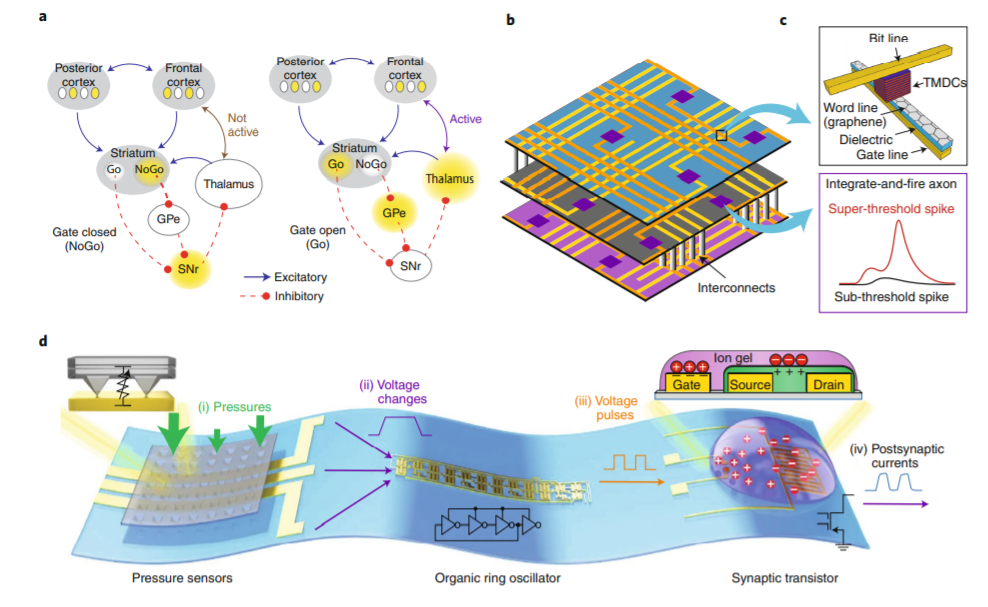 a
Posterior
cortex
Frontal
cortex
Not
active
Striatum
Go
NoGo
Thalamus
GPe
Gate closed
(NoGo)
SNr
Posterior
cortex
Frontal
cortex
Active
Striatum
Go
NoGo
Thalamus
GPe
Gate open
(Go)
SNr
Excitatory
Inhibitory
b
Interconnects
c
Bit line
TMDCs
Word line
(graphene)
Dielectric
Gate line
Integrate-and-fire axon
Super-threshold spike
Sub-threshold spike
d
(i) Pressures
(ii) Voltage
changes
(iii) Voltage
pulses
Ion gel
Gate
Source
Drain
(iv) Postsynaptic
currents
Pressure sensors
Organic ring oscillator
Synaptic transistor